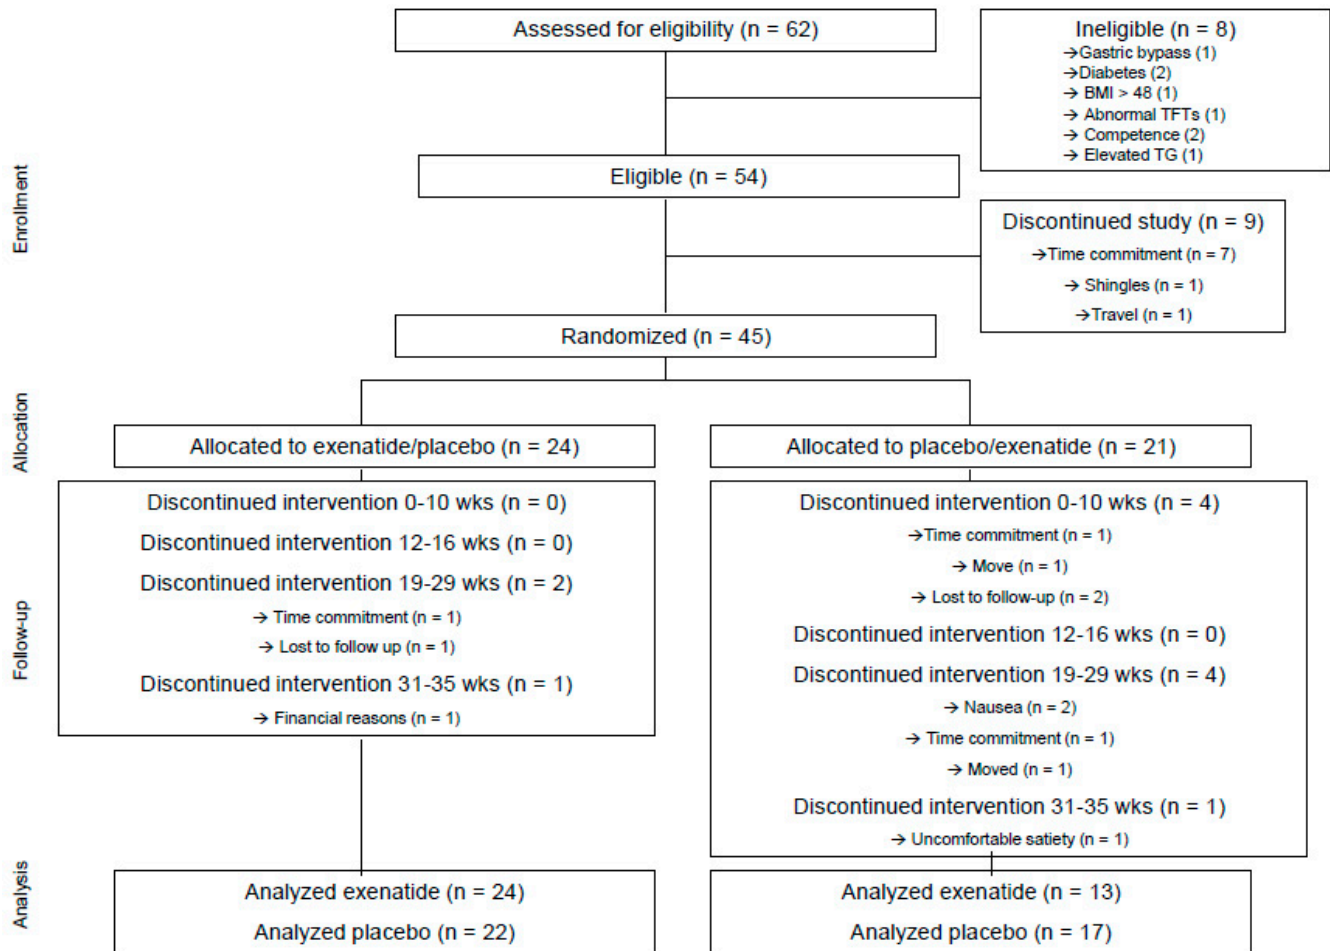 Assessed for eligibility (n = 62)
Ineligible (n = 8)
→Gastric bypass (1)
→Diabetes (2)
→ BMI > 48 (1)
→ Abnormal TFTs (1)
→ Competence (2)
→ Elevated TG (1)
Enrollment
Eligible (n = 54)
Discontinued study (n = 9)
→Time commitment (n = 7)
→ Shingles (n = 1)
→Travel (n = 1)
Randomized (n = 45)
Allocation
Allocated to exenatide/placebo (n = 24)
Allocated to placebo/exenatide (n = 21)
Follow-up
Discontinued intervention 0-10 wks (n = 0)
Discontinued intervention 12-16 wks (n = 0)
Discontinued intervention 19-29 wks (n = 2)
→ Time commitment (n = 1)
→ Lost to follow up (n = 1)
Discontinued intervention 31-35 wks (n = 1)
→ Financial reasons (n = 1)
Discontinued intervention 0-10 wks (n = 4)
→Time commitment (n = 1)
→ Move (n = 1)
→ Lost to follow-up (n = 2)
Discontinued intervention 12-16 wks (n = 0)
Discontinued intervention 19-29 wks (n = 4)
→ Nausea (n = 2)
→ Time commitment (n = 1)
→ Moved (n = 1)
Discontinued intervention 31-35 wks (n = 1)
→ Uncomfortable satiety (n = 1)
Analysis
Analyzed exenatide (n = 24)
Analyzed placebo (n = 22)
Analyzed exenatide (n = 13)
Analyzed placebo (n = 17)